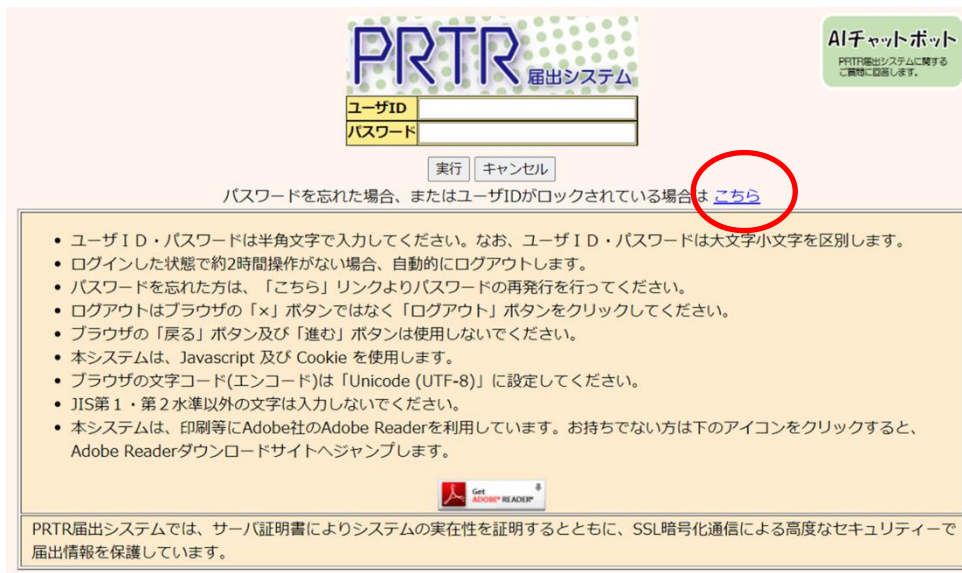 PRTR 届出システム
AIチャットボット
PRTR届出システムに関する
ご質問に回答します。
ユーザID
パスワード
実行 キャンセル
パスワードを忘れた場合、またはユーザIDがロックされている場合は こちら
• ユーザＩＤ・パスワードは半角文字で入力してください。なお、ユーザＩＤ・パスワードは大文字小文字を区別します。
• ログインした状態で約2時間操作がない場合、自動的にログアウトします。
• パスワードを忘れた方は、「こちら」リンクよりパスワードの再発行を行ってください。
• ログアウトはブラウザの「×」ボタンではなく「ログアウト」ボタンをクリックしてください。
• ブラウザの「戻る」ボタン及び「進む」ボタンは使用しないでください。
• 本システムは、Javascript 及び Cookie を使用します。
• ブラウザの文字コード(エンコード)は「Unicode (UTF-8)」に設定してください。
• JIS第１・第２水準以外の文字は入力しないでください。
• 本システムは、印刷等にAdobe社のAdobe Readerを利用しています。お持ちでない方は下のアイコンをクリックすると、
Adobe Readerダウンロードサイトへジャンプします。
Get
ADOBE® READER®
PRTR届出システムでは、サーバ証明書によりシステムの実在性を証明するとともに、SSL暗号化通信による高度なセキュリティーで
届出情報を保護しています。